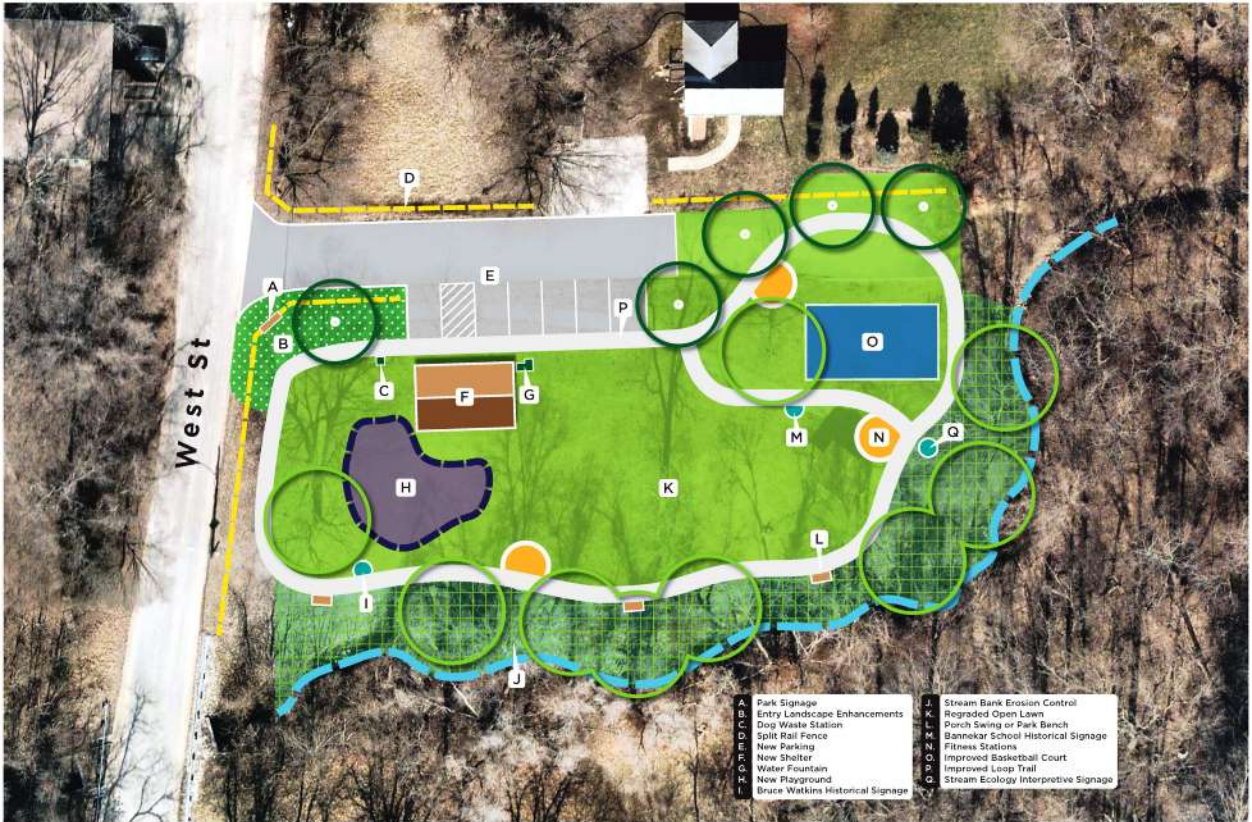 D
A
E
P
B
West St
C
F
G
O
M
N
Q
H
K
L
I
J
A. Park Signage
B. Entry Landscape Enhancements
C. Dog Waste Station
D. Split Rail Fence
E. New Parking
F. New Shelter
G. Water Fountain
H. New Playground
I. Bruce Watkins Historical Signage
J. Stream Bank Erosion Control
K. Regraded Open Lawn
L. Porch Swing or Park Bench
M. Bannekar School Historical Signage
N. Fitness Stations
O. Improved Basketball Court
P. Improved Loop Trail
Q. Stream Ecology Interpretive Signage